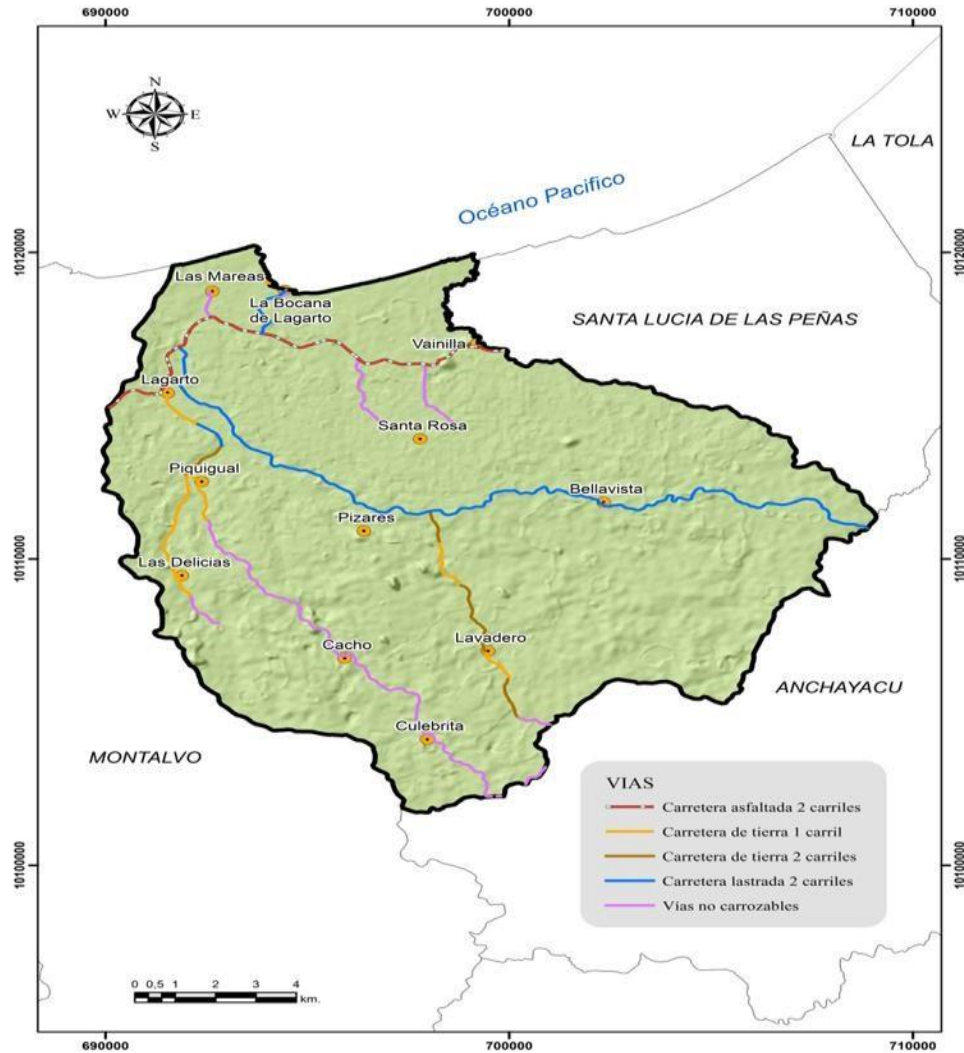 690000
700000
710000
N
W
E
S
LA TOLA
Océano Pacifico
10120000
10120000
Las Mareas
La Bocana
de Lagarto
SANTA LUCIA DE LAS PEÑAS
Vainilla
Lagarto
Santa Rosa
Piquigual
Bellavista
Pizares
10110000
10110000
Las Delicias
Cacho
Lavadero
ANCHAYACU
Culebrita
MONTALVO
VIAS
Carretera asfaltada 2 carriles
Carretera de tierra 1 carril
Carretera de tierra 2 carriles
Carretera lastrada 2 carriles
Vías no carrozables
10100000
10100000
0 0,5 1 2 3 4
km.
690000
700000
710000